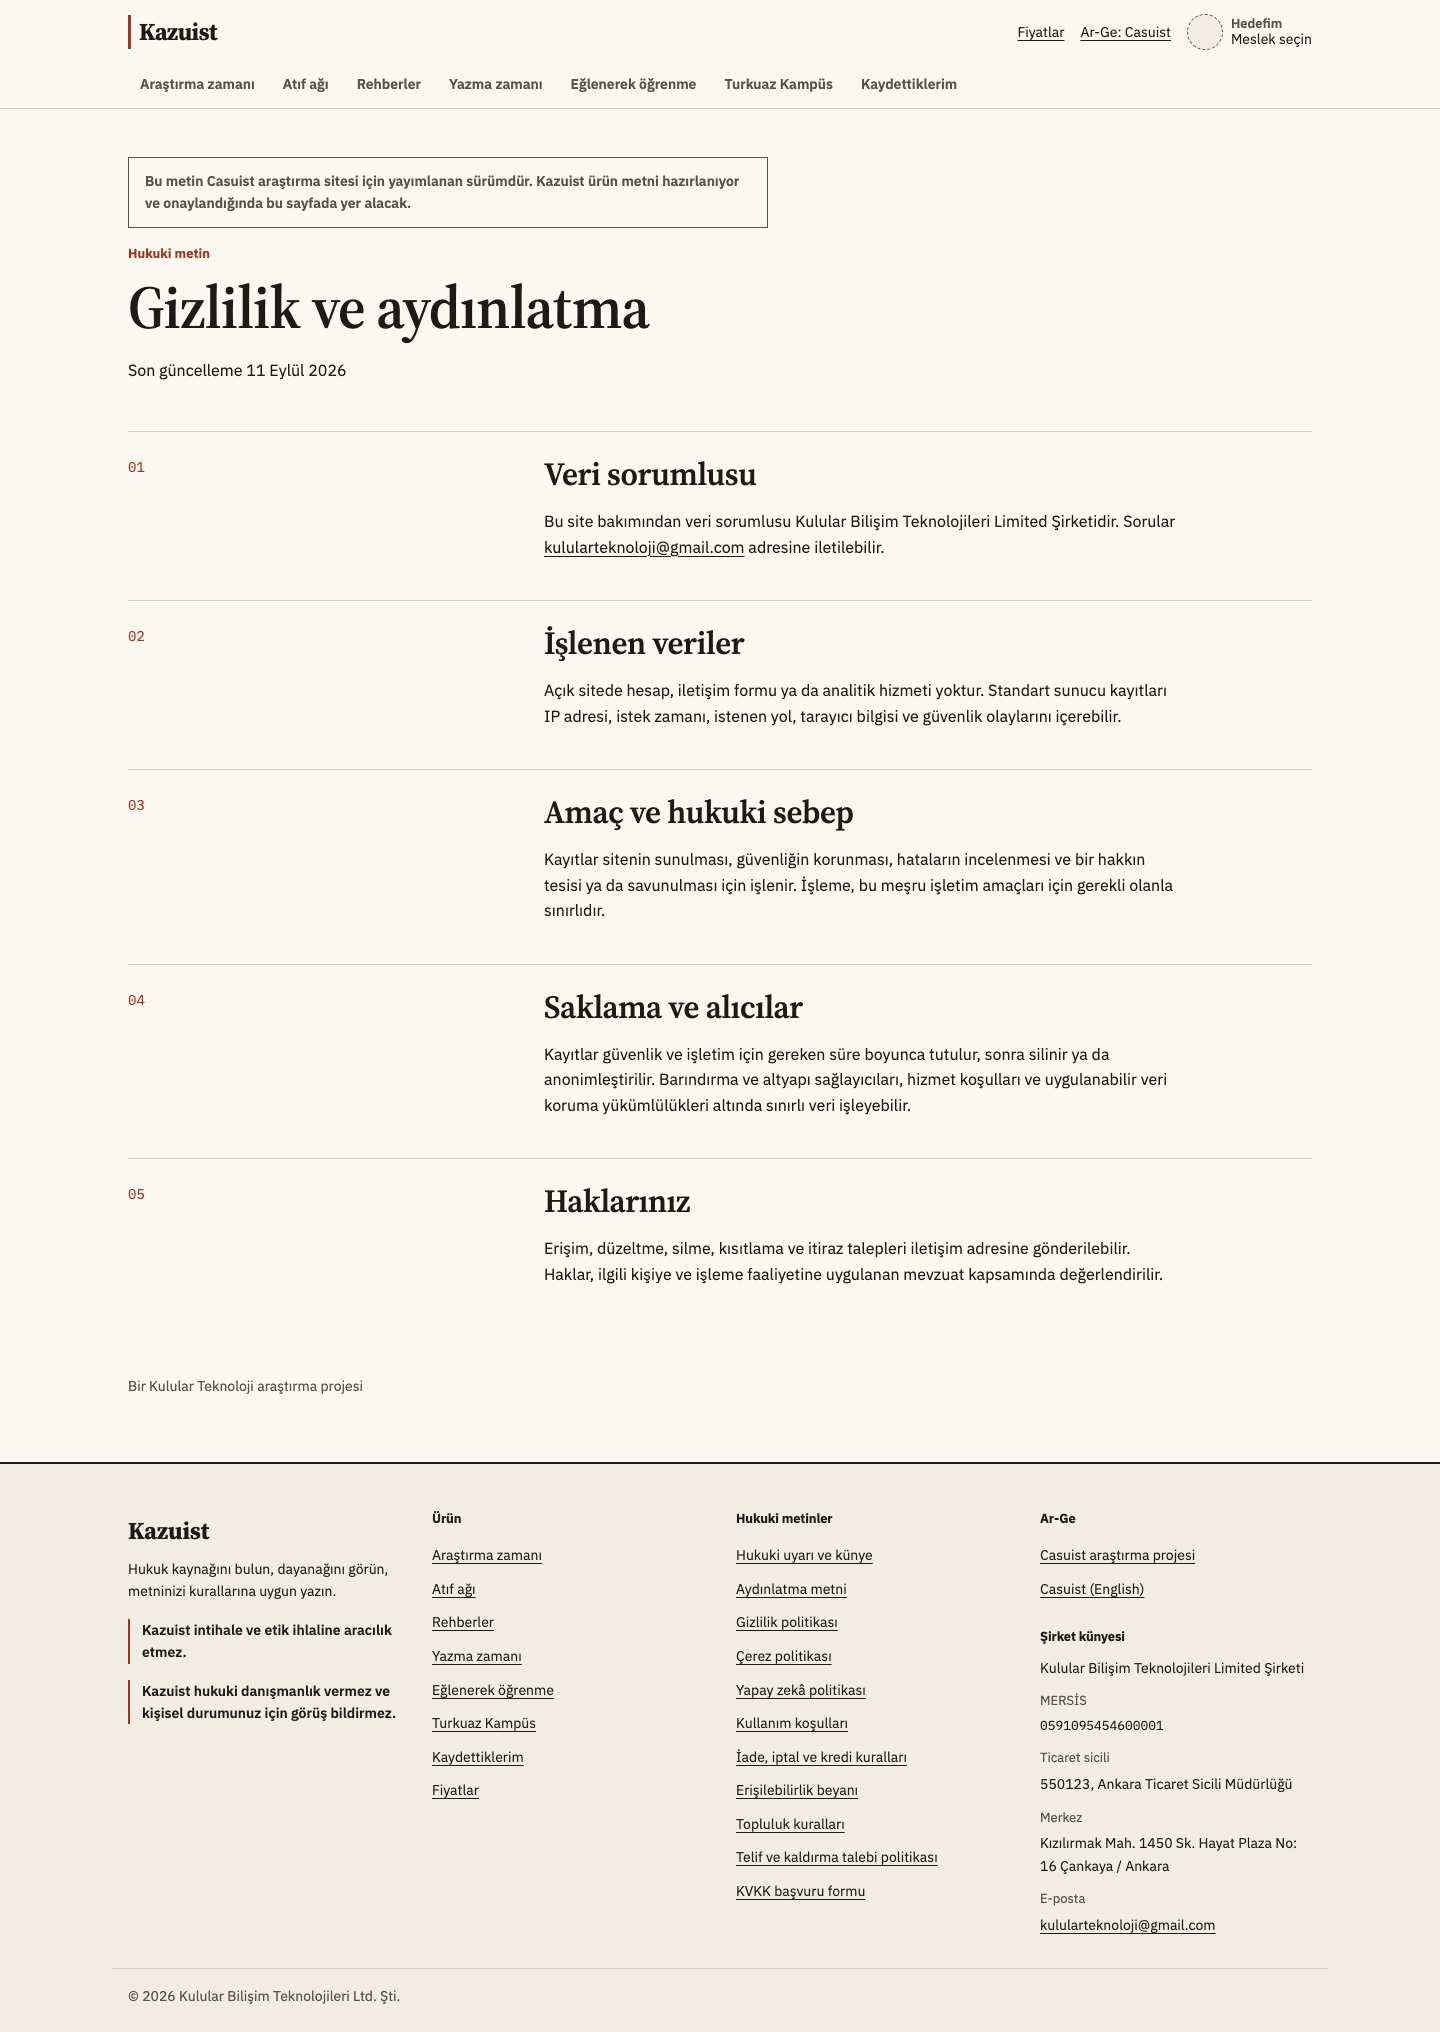 Kazuist
Fiyatlar
Ar-Ge: Casuist
Hedefim
Meslek seçin
Araştırma zamanı
Atıf ağı
Rehberler
Yazma zamanı
Eğlenerek öğrenme
Turkuaz Kampüs
Kaydettiklerim
Bu metin Casuist araştırma sitesi için yayımlanan sürümdür. Kazuist ürün metni hazırlanıyor
ve onaylandığında bu sayfada yer alacak.
Hukuki metin
Gizlilik ve aydınlatma
Son güncelleme 11 Eylül 2026
01
Veri sorumlusu
Bu site bakımından veri sorumlusu Kulular Bilişim Teknolojileri Limited Şirketidir. Sorular
kulularteknoloji@gmail.com adresine iletilebilir.
02
İşlenen veriler
Açık sitede hesap, iletişim formu ya da analitik hizmeti yoktur. Standart sunucu kayıtları
IP adresi, istek zamanı, istenen yol, tarayıcı bilgisi ve güvenlik olaylarını içerebilir.
03
Amaç ve hukuki sebep
Kayıtlar sitenin sunulması, güvenliğin korunması, hataların incelenmesi ve bir hakkın
tesisi ya da savunulması için işlenir. İşleme, bu meşru işletim amaçları için gerekli olanla
sınırlıdır.
04
Saklama ve alıcılar
Kayıtlar güvenlik ve işletim için gereken süre boyunca tutulur, sonra silinir ya da
anonimleştirilir. Barındırma ve altyapı sağlayıcıları, hizmet koşulları ve uygulanabilir veri
koruma yükümlülükleri altında sınırlı veri işleyebilir.
05
Haklarınız
Erişim, düzeltme, silme, kısıtlama ve itiraz talepleri iletişim adresine gönderilebilir.
Haklar, ilgili kişiye ve işleme faaliyetine uygulanan mevzuat kapsamında değerlendirilir.
Bir Kulular Teknoloji araştırma projesi
Kazuist
Hukuk kaynağını bulun, dayanağını görün,
metninizi kurallarına uygun yazın.
Kazuist intihale ve etik ihlaline aracılık
etmez.
Kazuist hukuki danışmanlık vermez ve
kişisel durumunuz için görüş bildirmez.
Ürün
Araştırma zamanı
Atıf ağı
Rehberler
Yazma zamanı
Eğlenerek öğrenme
Turkuaz Kampüs
Kaydettiklerim
Fiyatlar
Hukuki metinler
Hukuki uyarı ve künye
Aydınlatma metni
Gizlilik politikası
Çerez politikası
Yapay zekâ politikası
Kullanım koşulları
İade, iptal ve kredi kuralları
Erişilebilirlik beyanı
Topluluk kuralları
Telif ve kaldırma talebi politikası
KVKK başvuru formu
Ar-Ge
Casuist araştırma projesi
Casuist (English)
Şirket künyesi
Kulular Bilişim Teknolojileri Limited Şirketi
MERSİS
0591095454600001
Ticaret sicili
550123, Ankara Ticaret Sicili Müdürlüğü
Merkez
Kızılırmak Mah. 1450 Sk. Hayat Plaza No:
16 Çankaya / Ankara
E-posta
kulularteknoloji@gmail.com
© 2026 Kulular Bilişim Teknolojileri Ltd. Şti.